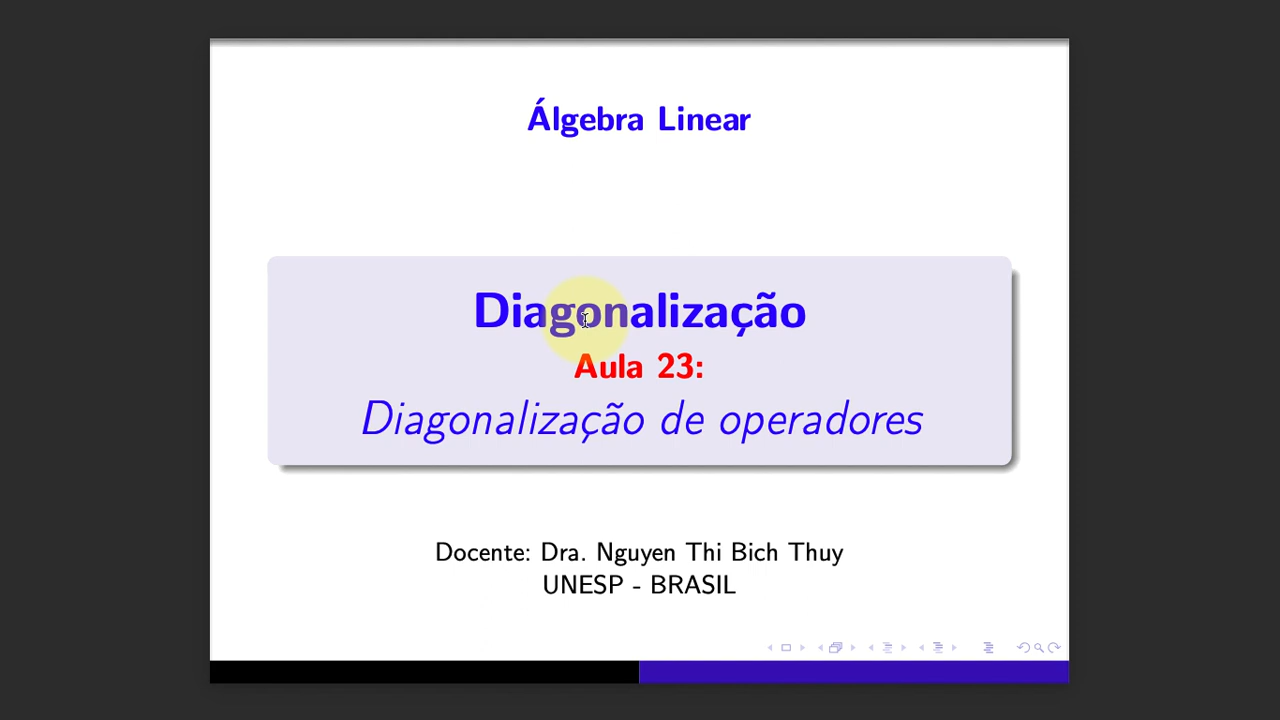 Álgebra Linear
Diagonalização
Aula 23:
Diagonalização de operadores
Docente: Dra. Nguyen Thi Bich Thuy
UNESP - BRASIL